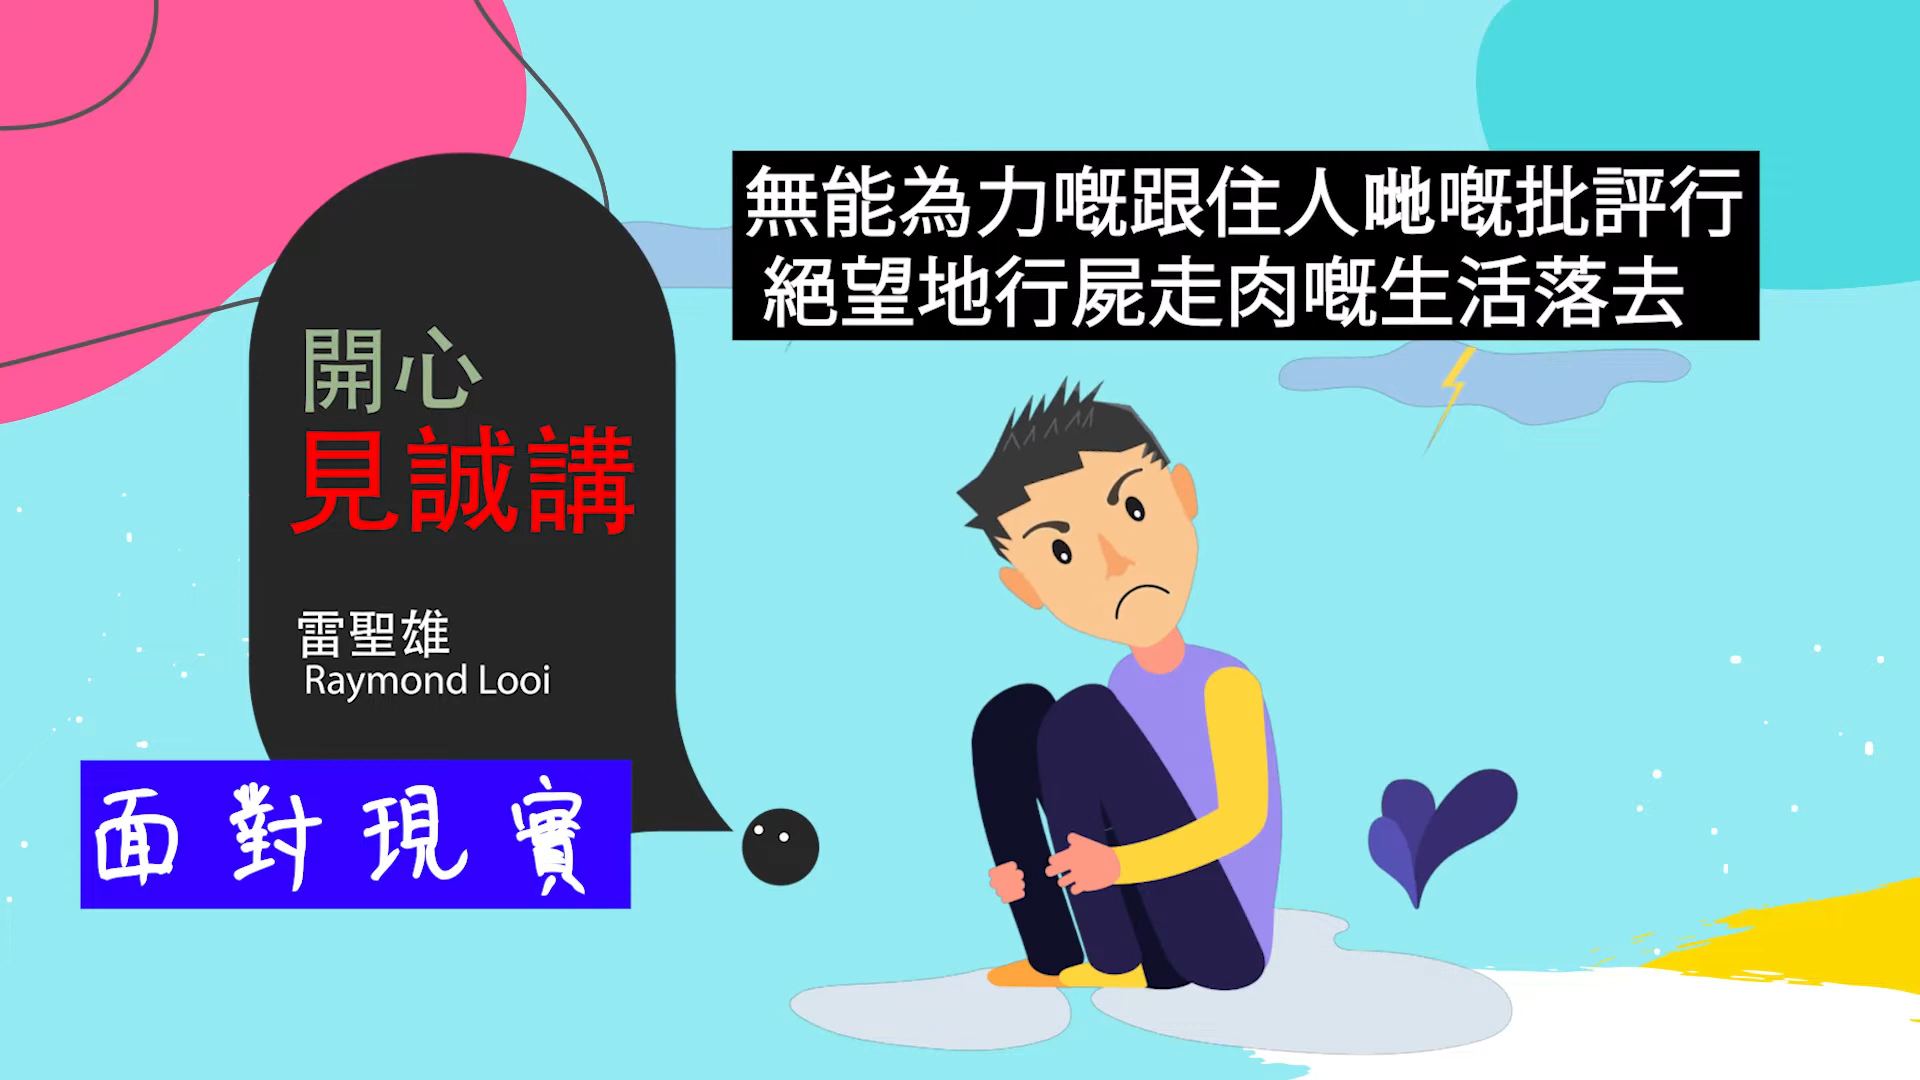 無能為力嘅跟住人哋嘅批評行
絕望地行屍走肉嘅生活落去
開心
見誠講
雷聖雄
Raymond Looi
面對現實